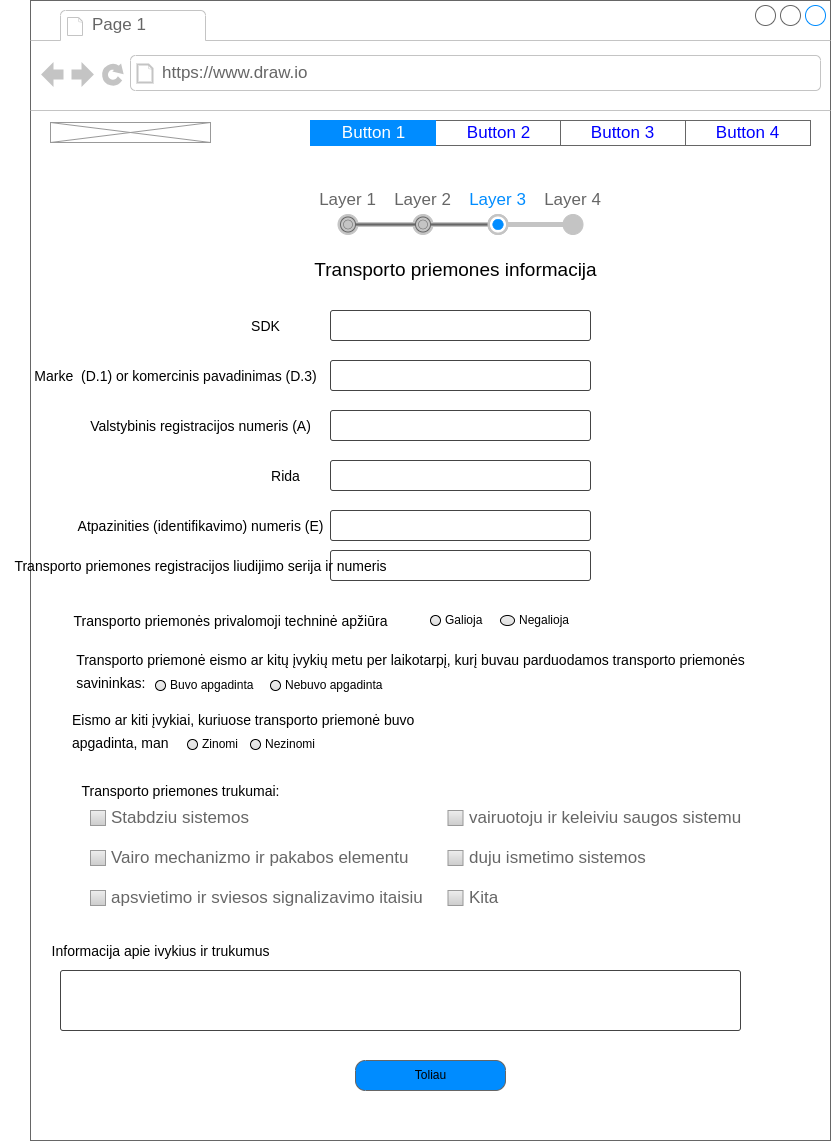 Page 1
https://www.draw.io
Button 1 Button 2 Button 3 Button 4
Layer 1 Layer 2 Layer 3 Layer 4
Transporto priemones informacija
SDK
Marke (D.1) or komercinis pavadinimas (D.3)
Valstybinis registracijos numeris (A)
Rida
Atpazinities (identifikavimo) numeris (E)
Transporto priemones registracijos liudijimo serija ir numeris
Transporto priemonės privalomoji techninė apžiūra Galioja Negalioja
Transporto priemonė eismo ar kitų įvykių metu per laikotarpį, kurį buvau parduodamos transporto priemonės
savininkas: Buvo apgadinta Nebuvo apgadinta
Eismo ar kiti įvykiai, kuriuose transporto priemonė buvo
apgadinta, man Zinomi Nezinomi
Transporto priemones trukumai:
Stabdziu sistemos vairuotoju ir keleiviu saugos sistemu
Vairo mechanizmo ir pakabos elementu duju ismetimo sistemos
apsvietimo ir sviesos signalizavimo itaisiu Kita
Informacija apie ivykius ir trukumus
Toliau